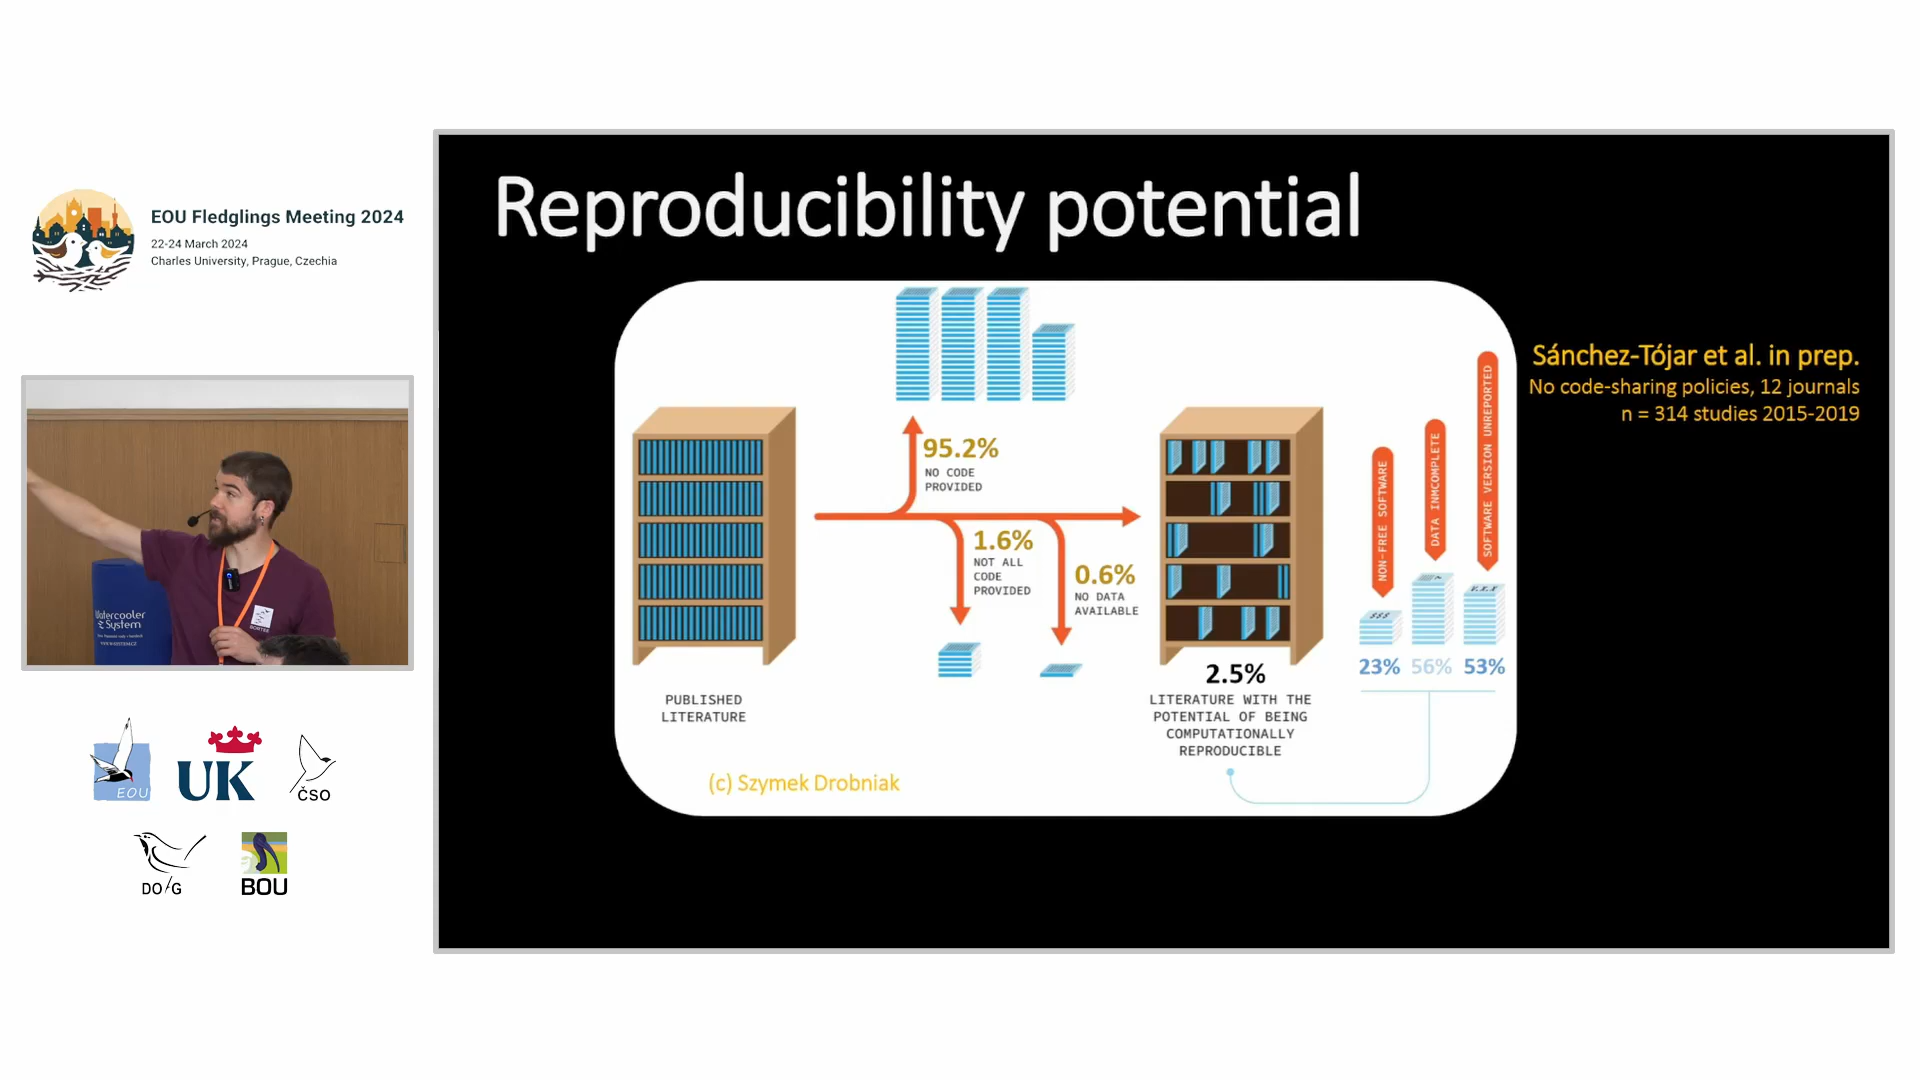 EOU Fledglings Meeting 2024
22-24 March 2024
Charles University, Prague, Czechia
Watercooler
System
EOU
UK
ČSO
DO/G
BOU
Reproducibility potential
95.2%
NO CODE
PROVIDED
1.6%
NOT ALL
CODE
PROVIDED
0.6%
NO DATA
AVAILABLE
PUBLISHED
LITERATURE
2.5%
LITERATURE WITH THE
POTENTIAL OF BEING
COMPUTATIONALLY
REPRODUCIBLE
NON-FREE SOFTWARE
DATA INMCOMPLETE
SOFTWARE VERSION UNREPORTED
$$$
?.?.?
23% 56% 53%
(c) Szymek Drobniak
Sánchez-Tójar et al. in prep.
No code-sharing policies, 12 journals
n = 314 studies 2015-2019